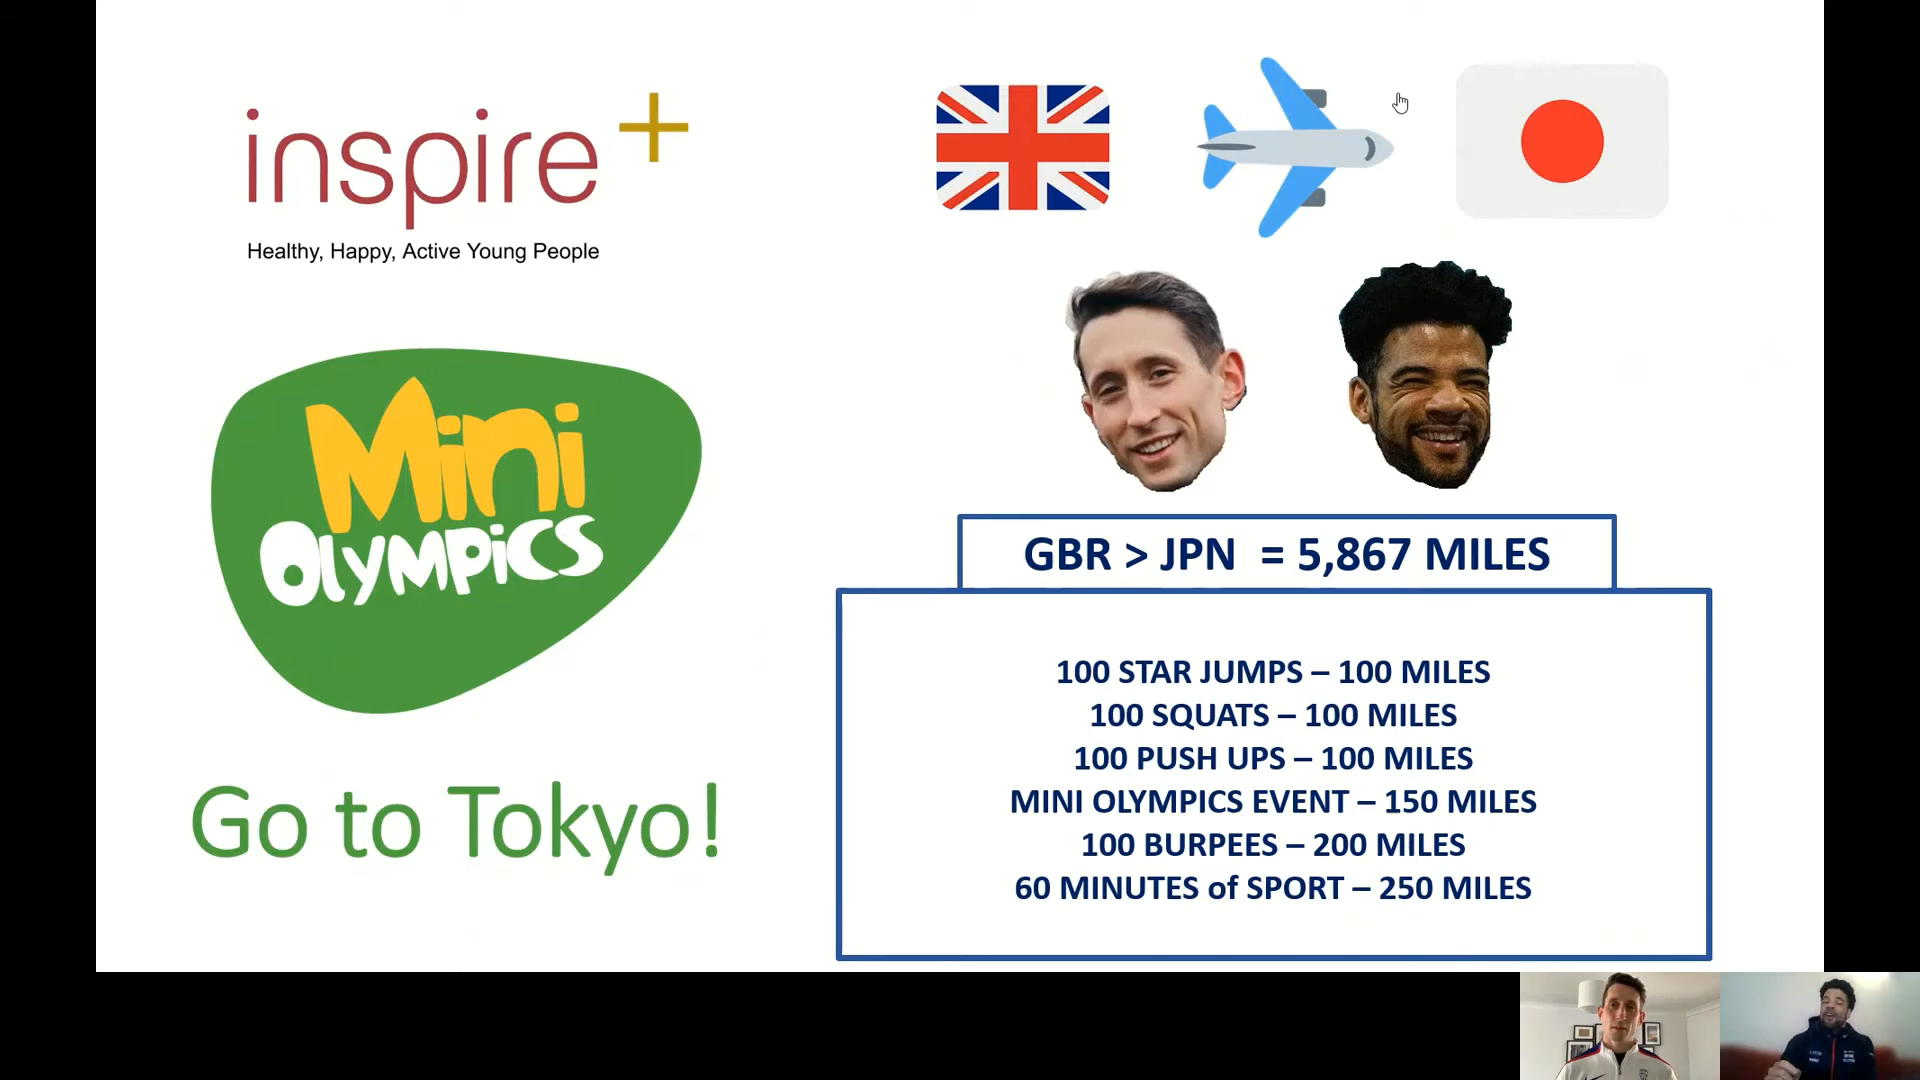 inspire+
Healthy, Happy, Active Young People
Mini
Olympics
Go to Tokyo!
GBR > JPN = 5,867 MILES
100 STAR JUMPS – 100 MILES
100 SQUATS – 100 MILES
100 PUSH UPS – 100 MILES
MINI OLYMPICS EVENT – 150 MILES
100 BURPEES – 200 MILES
60 MINUTES of SPORT – 250 MILES